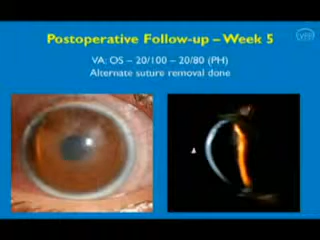 Postoperative Follow-up – Week 5
VA: OS – 20/100 – 20/80 (PH)
Alternate suture removal done